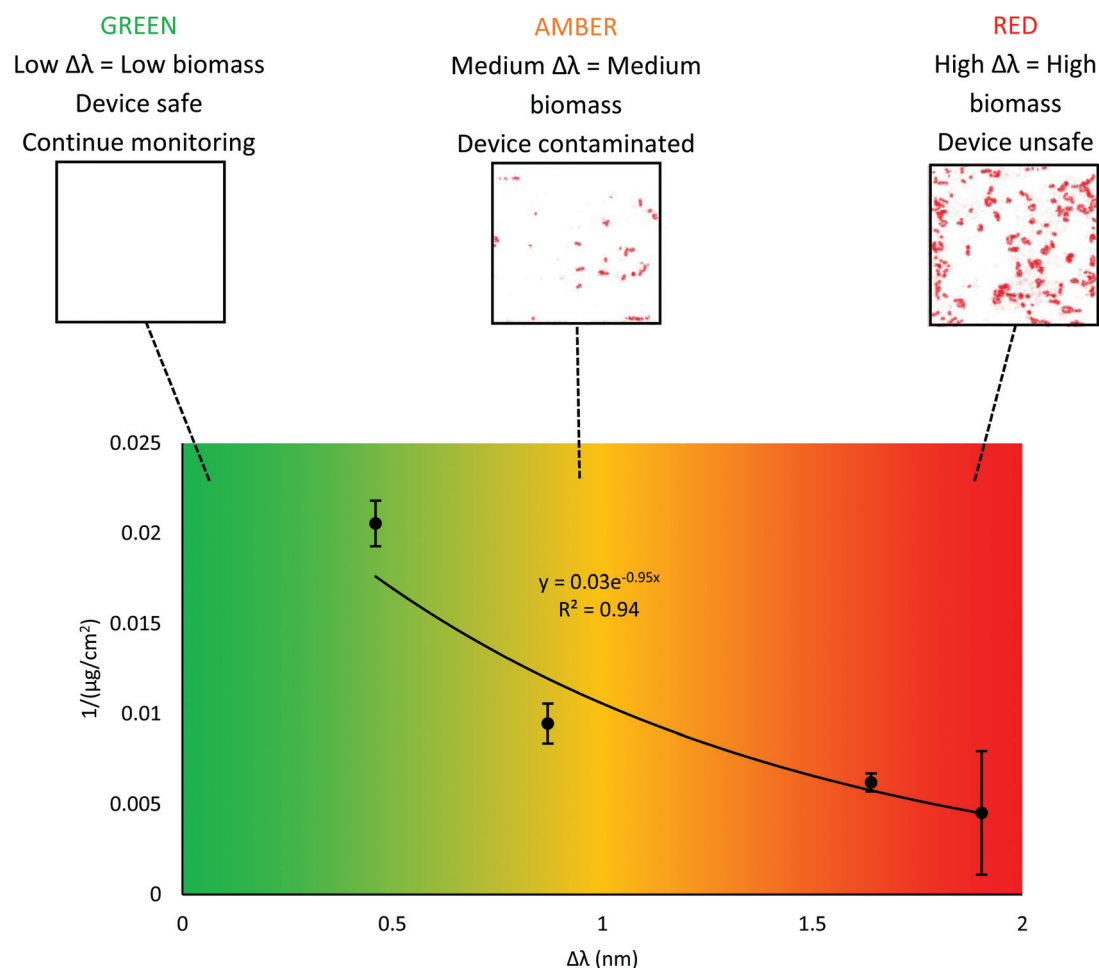 GREEN
Low Δλ = Low biomass
Device safe
Continue monitoring
AMBER
Medium Δλ = Medium
biomass
Device contaminated
RED
High Δλ = High
biomass
Device unsafe
0.025
0.02
0.015
0.01
0.005
0
1/(µg/cm²)
y = 0.03e^-0.95x
R² = 0.94
0
0.5
1
1.5
2
Δλ (nm)